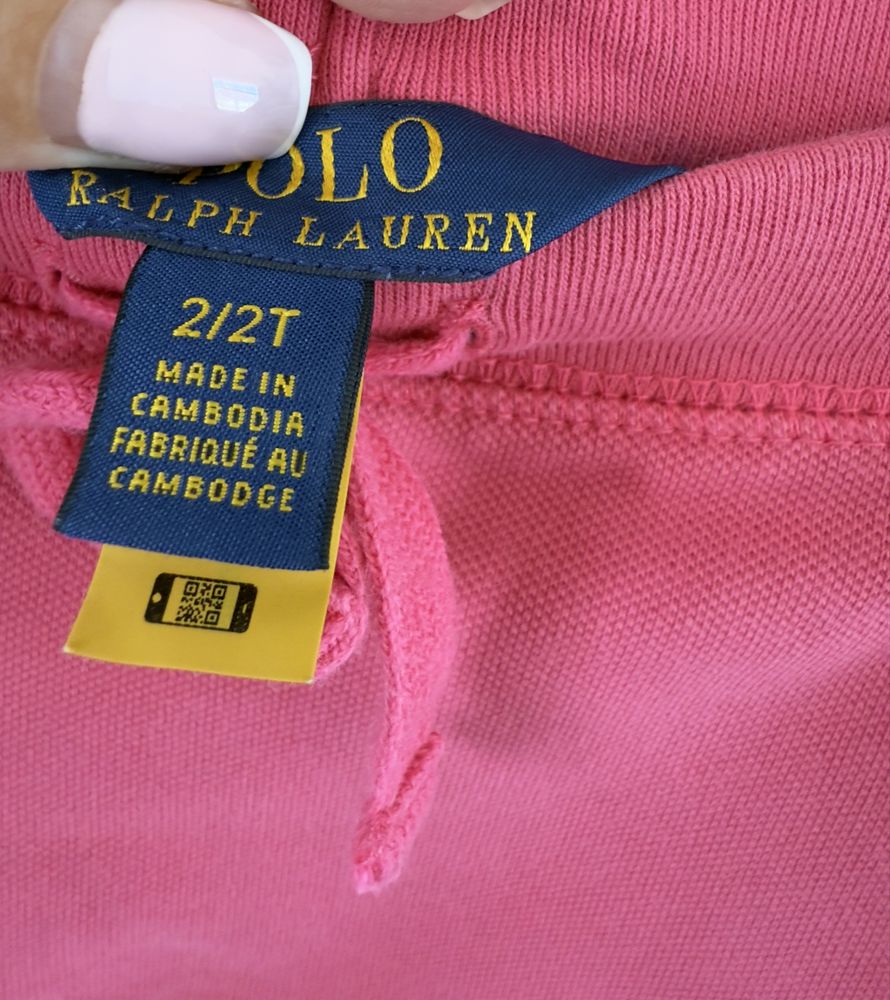 POLO
RALPH LAUREN
2/2T
MADE IN
CAMBODIA
FABRIQUÉ AU
CAMBODGE